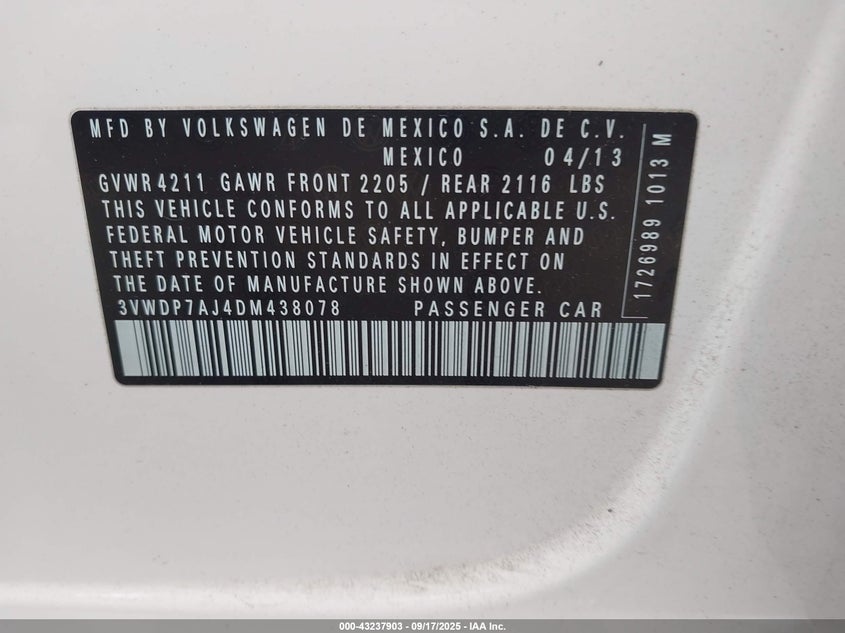 MFD BY VOLKSWAGEN DE MEXICO S.A. DE C.V.
MEXICO 04/13
GVWR 4211 GAWR FRONT 2205 / REAR 2116 LBS
THIS VEHICLE CONFORMS TO ALL APPLICABLE U.S.
FEDERAL MOTOR VEHICLE SAFETY, BUMPER AND
THEFT PREVENTION STANDARDS IN EFFECT ON
THE DATE OF MANUFACTURE SHOWN ABOVE.
3VWDP7AJ4DM438078 PASSENGER CAR
1726989 1013 M
000-43237903 - 09/17/2025 - IAA Inc.